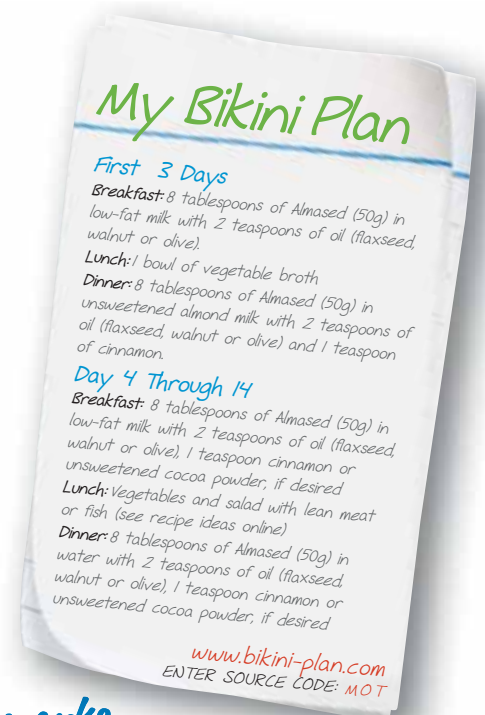 My Bikini Plan
First 3 Days
Breakfast: 8 tablespoons of Almased (50g) in
low-fat milk with 2 teaspoons of oil (flaxseed,
walnut or olive).
Lunch: 1 bowl of vegetable broth
Dinner: 8 tablespoons of Almased (50g) in
unsweetened almond milk with 2 teaspoons of
oil (flaxseed, walnut or olive) and 1 teaspoon
of cinnamon.
Day 4 Through 14
Breakfast: 8 tablespoons of Almased (50g) in
low-fat milk with 2 teaspoons of oil (flaxseed,
walnut or olive), 1 teaspoon cinnamon or
unsweetened cocoa powder, if desired
Lunch: Vegetables and salad with lean meat
or fish (see recipe ideas online)
Dinner: 8 tablespoons of Almased (50g) in
water with 2 teaspoons of oil (flaxseed,
walnut or olive), 1 teaspoon cinnamon or
unsweetened cocoa powder, if desired
www.bikini-plan.com
ENTER SOURCE CODE: MOT